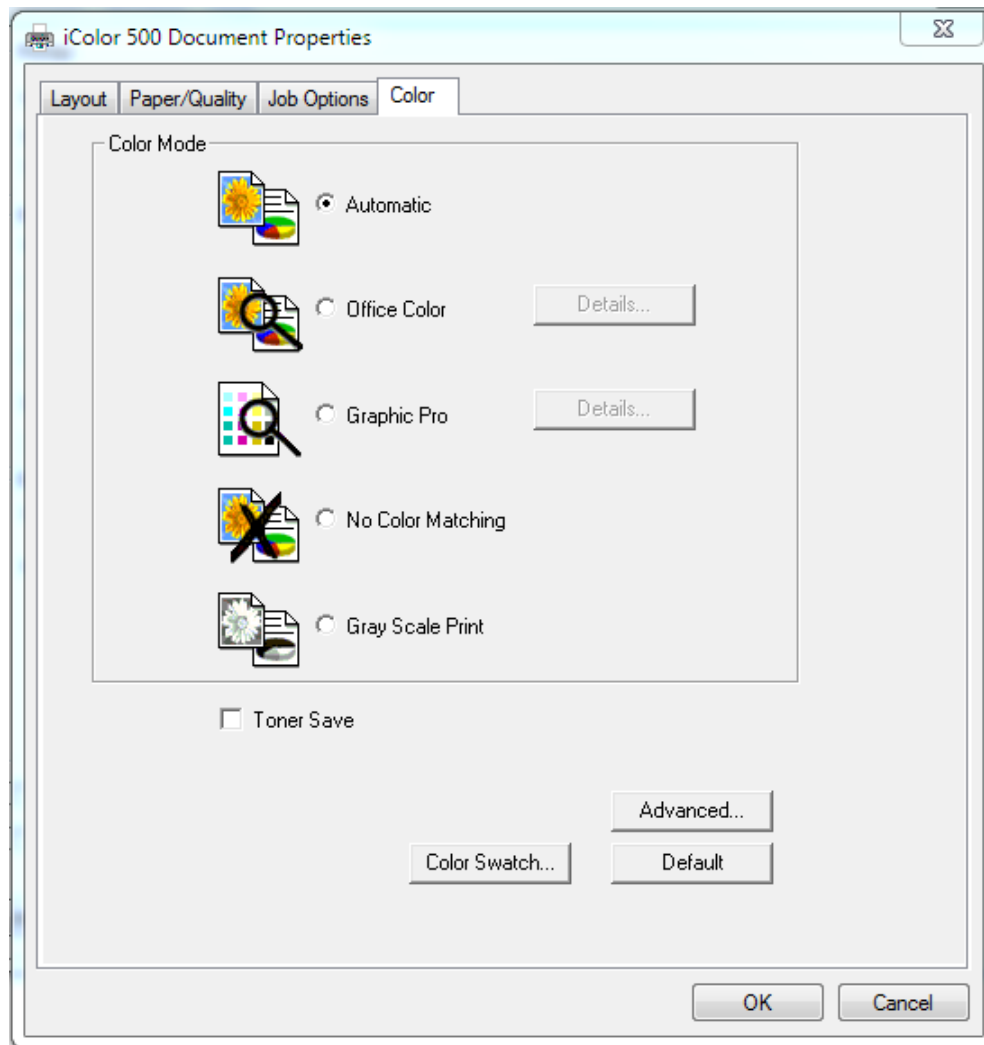 iColor 500 Document Properties
Layout Paper/Quality Job Options Color
Color Mode
Automatic
Office Color Details...
Graphic Pro Details...
No Color Matching
Gray Scale Print
Toner Save
Advanced...
Color Swatch... Default
OK Cancel